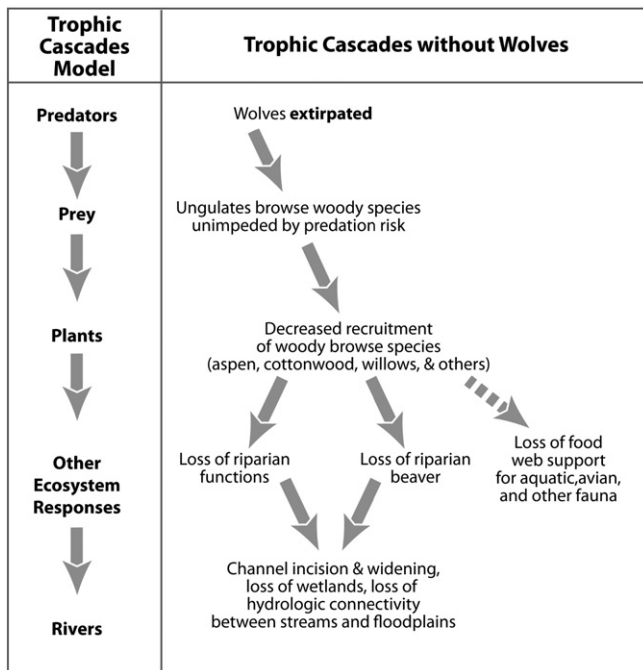 Trophic
Cascades
Model
Trophic Cascades without Wolves
Predators
Wolves extirpated
Prey
Ungulates browse woody species
unimpeded by predation risk
Plants
Decreased recruitment
of woody browse species
(aspen, cottonwood, willows, & others)
Other
Ecosystem
Responses
Loss of riparian
functions
Loss of riparian
beaver
Loss of food
web support
for aquatic,avian,
and other fauna
Rivers
Channel incision & widening,
loss of wetlands, loss of
hydrologic connectivity
between streams and floodplains